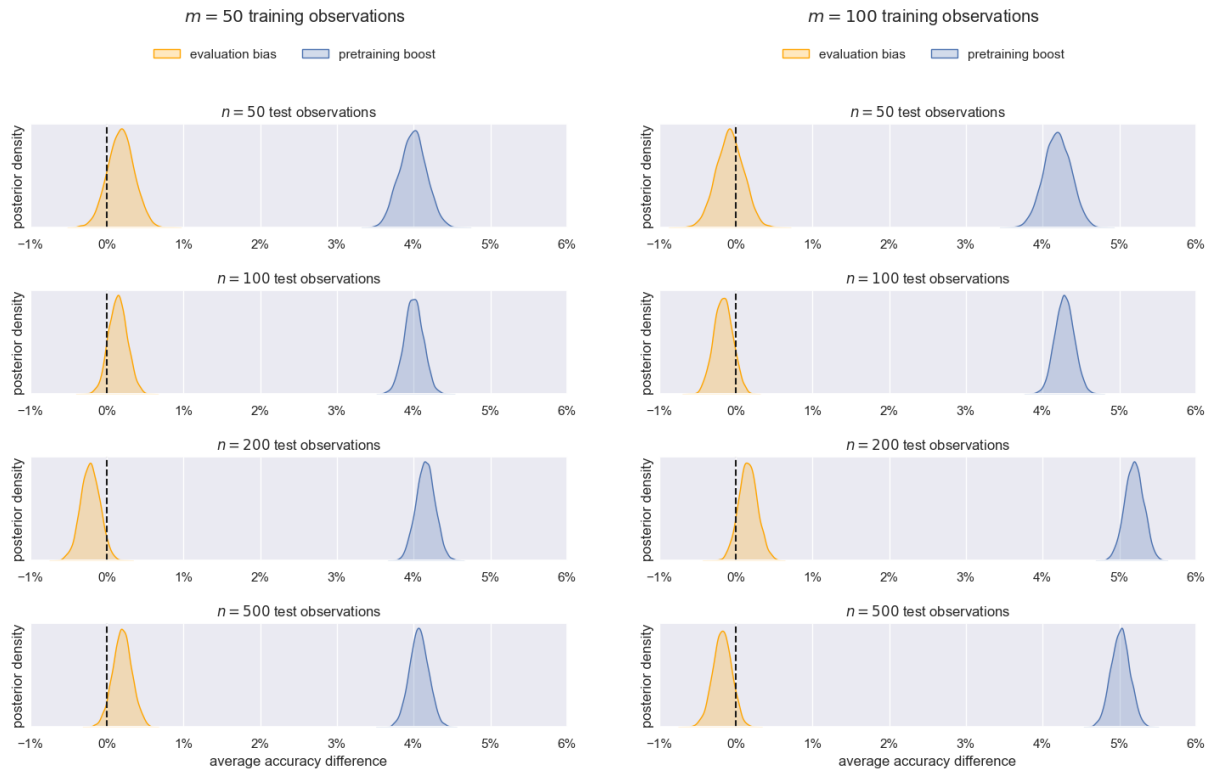 m = 50 training observations
evaluation bias pretraining boost
n = 50 test observations
posterior density
−1% 0% 1% 2% 3% 4% 5% 6%
n = 100 test observations
posterior density
−1% 0% 1% 2% 3% 4% 5% 6%
n = 200 test observations
posterior density
−1% 0% 1% 2% 3% 4% 5% 6%
n = 500 test observations
posterior density
−1% 0% 1% 2% 3% 4% 5% 6%
average accuracy difference
m = 100 training observations
evaluation bias pretraining boost
n = 50 test observations
posterior density
−1% 0% 1% 2% 3% 4% 5% 6%
n = 100 test observations
posterior density
−1% 0% 1% 2% 3% 4% 5% 6%
n = 200 test observations
posterior density
−1% 0% 1% 2% 3% 4% 5% 6%
n = 500 test observations
posterior density
−1% 0% 1% 2% 3% 4% 5% 6%
average accuracy difference